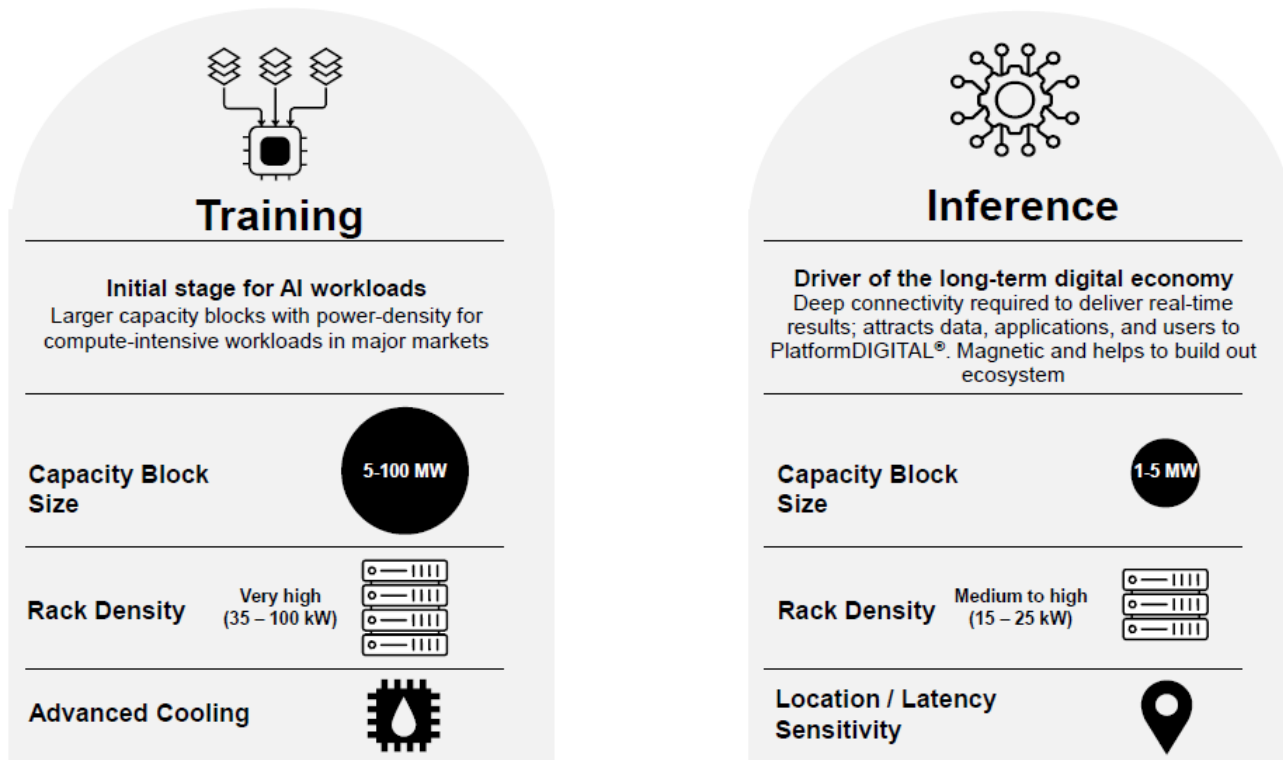 Training
Initial stage for AI workloads
Larger capacity blocks with power-density for
compute-intensive workloads in major markets
Capacity Block
Size
5-100 MW
Rack Density
Very high
(35 – 100 kW)
Advanced Cooling
Inference
Driver of the long-term digital economy
Deep connectivity required to deliver real-time
results; attracts data, applications, and users to
PlatformDIGITAL®. Magnetic and helps to build out
ecosystem
Capacity Block
Size
1-5 MW
Rack Density
Medium to high
(15 – 25 kW)
Location / Latency
Sensitivity